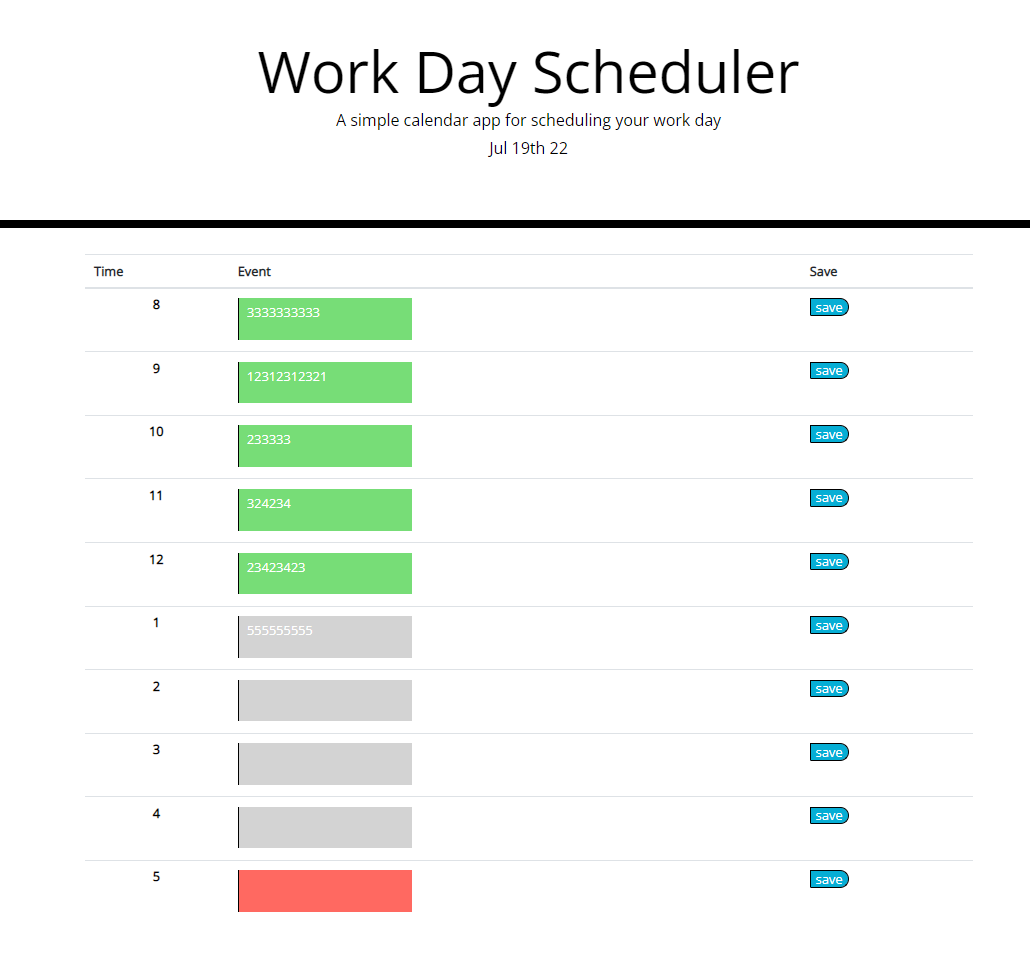 Work Day Scheduler
A simple calendar app for scheduling your work day
Jul 19th 22
Time Event Save
8 3333333333 save
9 12312312321 save
10 233333 save
11 324234 save
12 23423423 save
1 555555555 save
2 save
3 save
4 save
5 save